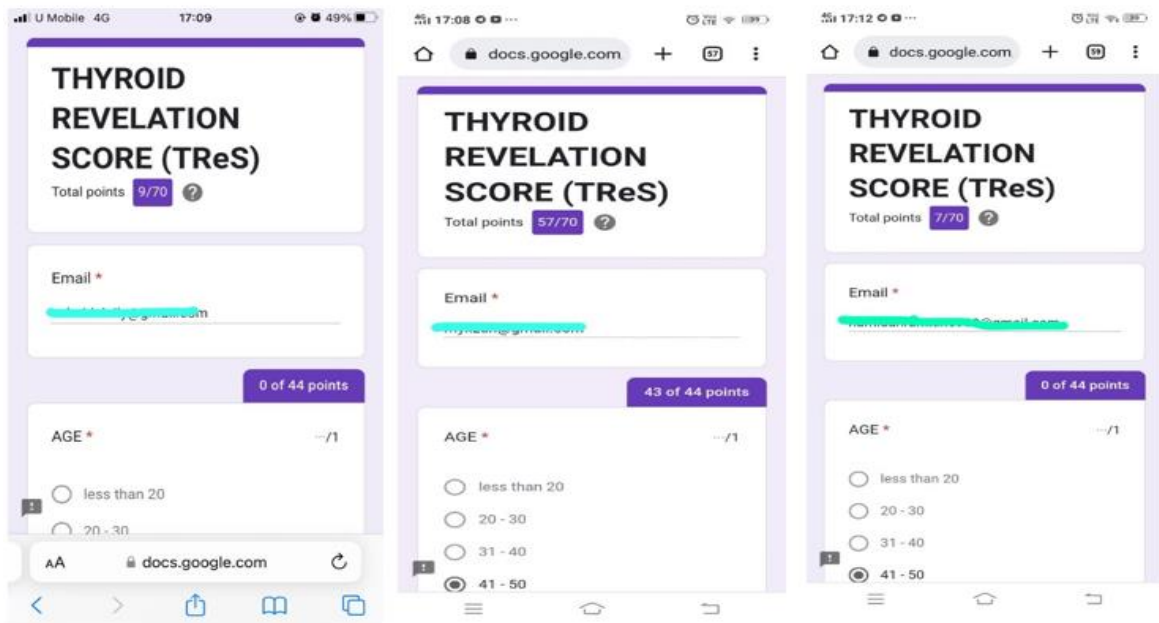 U Mobile 4G 17:09 49%
THYROID
REVELATION
SCORE (TReS)
Total points 9/70 ?
Email *
0 of 44 points
AGE * /1
less than 20
20 - 30
AA docs.google.com
17:08
docs.google.com 57
THYROID
REVELATION
SCORE (TReS)
Total points 57/70 ?
Email *
43 of 44 points
AGE * /1
less than 20
20 - 30
31 - 40
41 - 50
17:12
docs.google.com 59
THYROID
REVELATION
SCORE (TReS)
Total points 7/70 ?
Email *
0 of 44 points
AGE * /1
less than 20
20 - 30
31 - 40
41 - 50